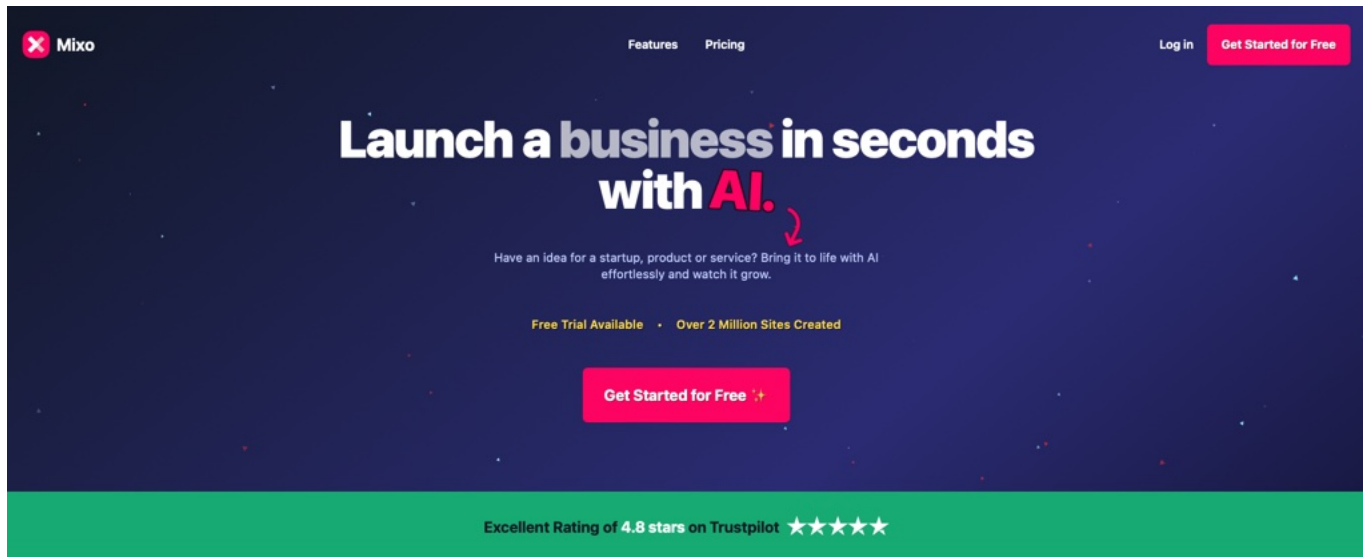 Mixo
Features
Pricing
Log in
Get Started for Free
Launch a business in seconds
with AI.
Have an idea for a startup, product or service? Bring it to life with AI
effortlessly and watch it grow.
Free Trial Available • Over 2 Million Sites Created
Get Started for Free ✨
Excellent Rating of 4.8 stars on Trustpilot ★★★★★